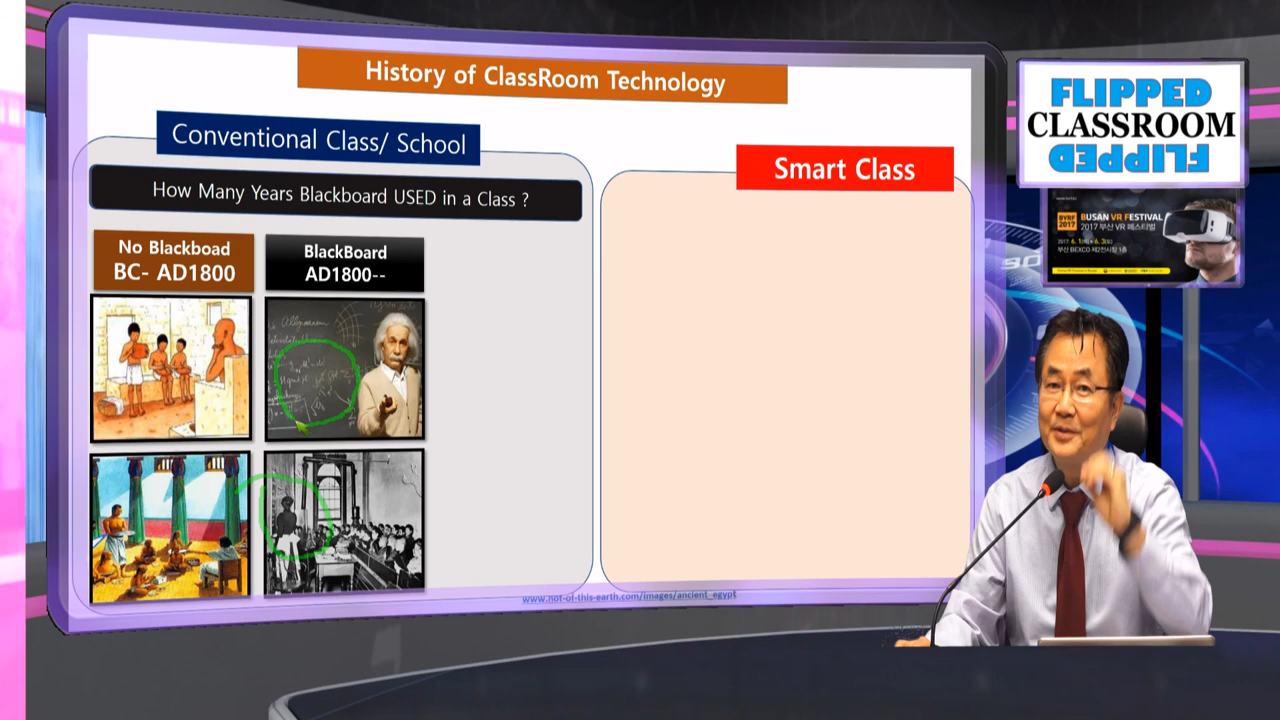 History of ClassRoom Technology
Conventional Class/ School
How Many Years Blackboard USED in a Class ?
No Blackboad
BC- AD1800
BlackBoard
AD1800--
Smart Class
www.not-of-this-earth.com/images/ancient_egypt
FLIPPED
CLASSROOM
FLIPPED
BVRF
2017
BUSAN VR FESTIVAL
2017 부산 VR 페스티벌